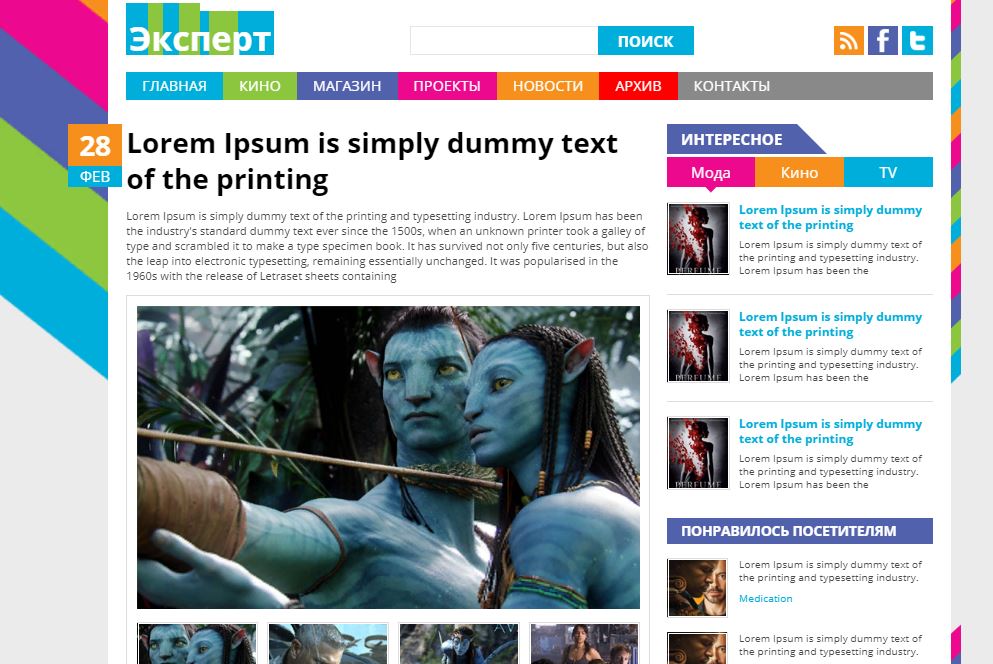 Эксперт
ПОИСК
ГЛАВНАЯ КИНО МАГАЗИН ПРОЕКТЫ НОВОСТИ АРХИВ КОНТАКТЫ
28
ФЕВ
Lorem Ipsum is simply dummy text
of the printing
Lorem Ipsum is simply dummy text of the printing and typesetting industry. Lorem Ipsum has been
the industry's standard dummy text ever since the 1500s, when an unknown printer took a galley of
type and scrambled it to make a type specimen book. It has survived not only five centuries, but also
the leap into electronic typesetting, remaining essentially unchanged. It was popularised in the
1960s with the release of Letraset sheets containing
ИНТЕРЕСНОЕ
Мода Кино TV
Lorem Ipsum is simply dummy
text of the printing
Lorem Ipsum is simply dummy text of
the printing and typesetting industry.
Lorem Ipsum has been the
PERFUME
Lorem Ipsum is simply dummy
text of the printing
Lorem Ipsum is simply dummy text of
the printing and typesetting industry.
Lorem Ipsum has been the
PERFUME
Lorem Ipsum is simply dummy
text of the printing
Lorem Ipsum is simply dummy text of
the printing and typesetting industry.
Lorem Ipsum has been the
PERFUME
ПОНРАВИЛОСЬ ПОСЕТИТЕЛЯМ
Lorem Ipsum is simply dummy text of
the printing and typesetting industry.
Medication
Lorem Ipsum is simply dummy text of
the printing and typesetting industry.